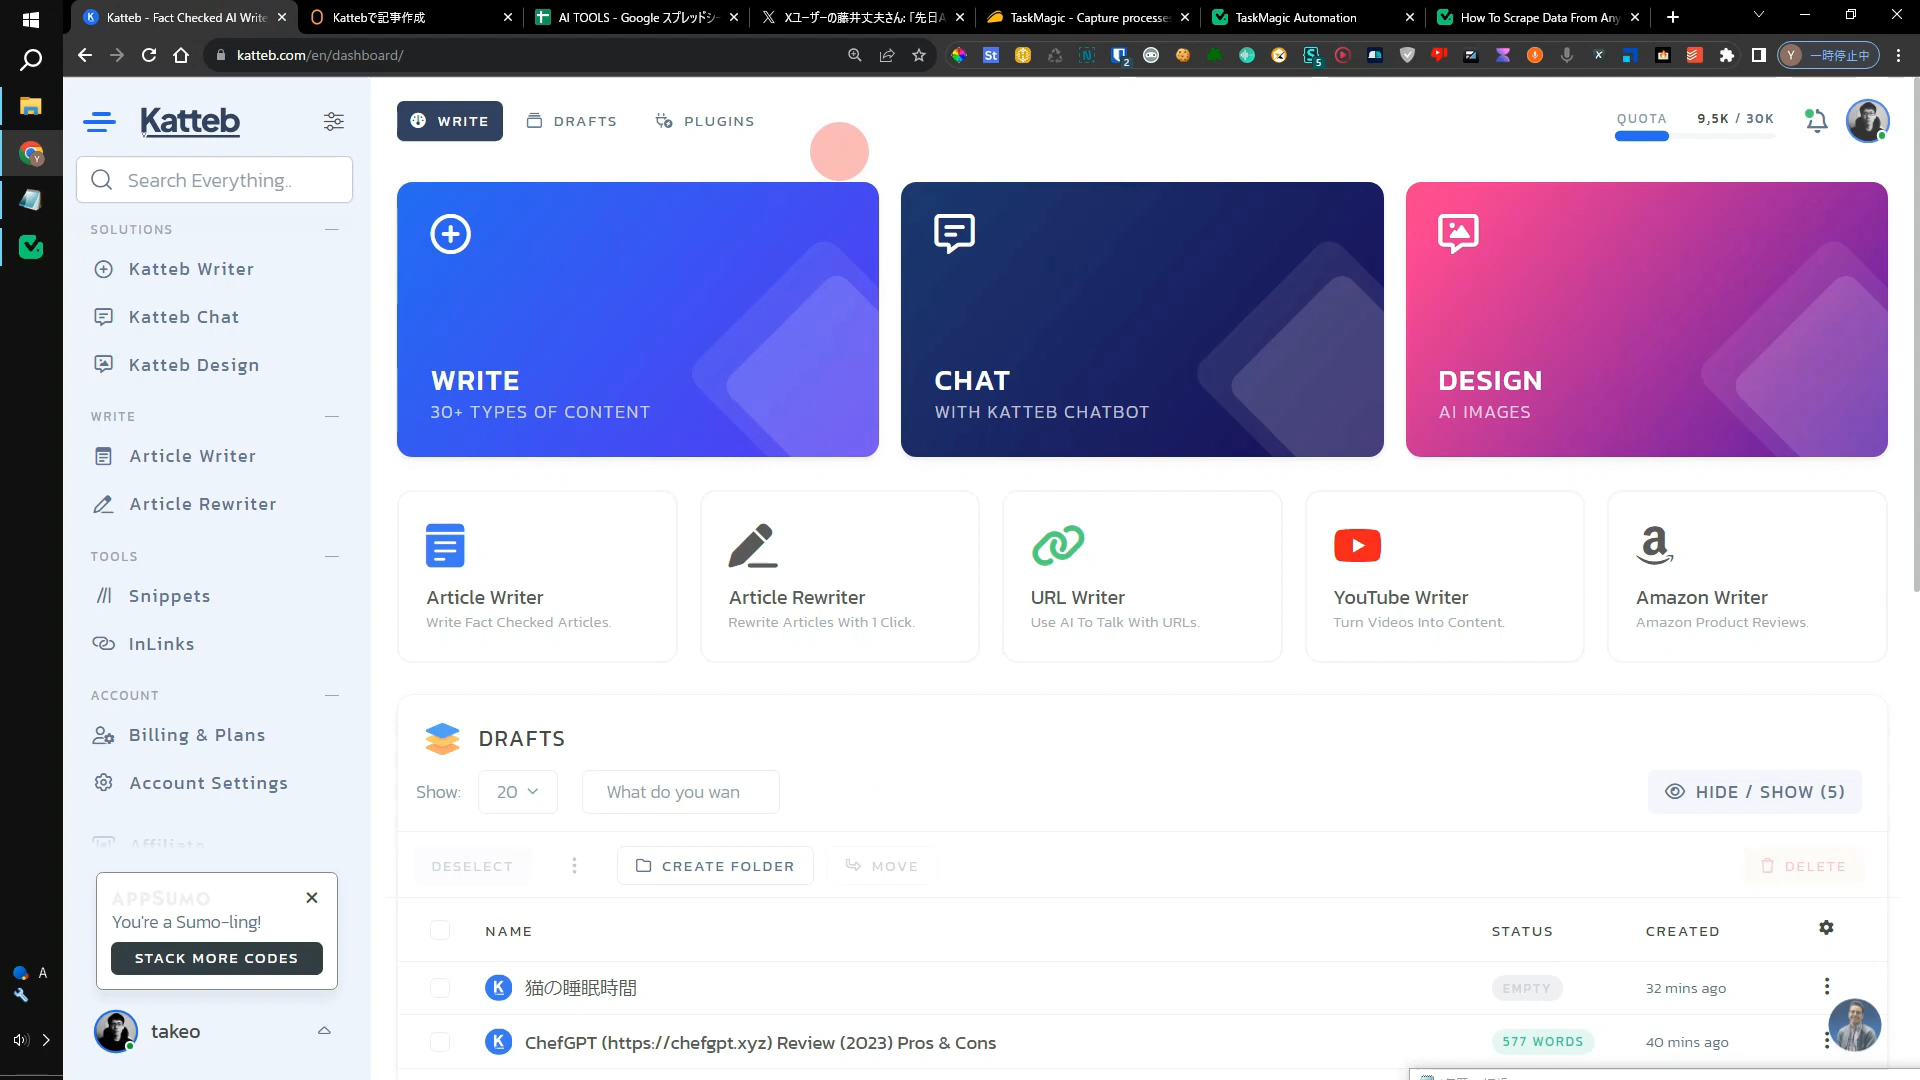 Katteb - Fact Checked AI Write
Kattebで記事作成
AI TOOLS - Google スプレッドシー
Xユーザーの藤井丈夫さん: 「先日A
TaskMagic - Capture processes
TaskMagic Automation
How To Scrape Data From Any
katteb.com/en/dashboard/
St
2
5
Y
一時停止中
Katteb
WRITE
DRAFTS
PLUGINS
QUOTA
9,5K / 30K
Search Everything..
SOLUTIONS
Katteb Writer
Katteb Chat
Katteb Design
WRITE
Article Writer
Article Rewriter
TOOLS
Snippets
InLinks
ACCOUNT
Billing & Plans
Account Settings
Affiliate
APPSUMO
You're a Sumo-ling!
STACK MORE CODES
takeo
A
WRITE
30+ TYPES OF CONTENT
CHAT
WITH KATTEB CHATBOT
DESIGN
AI IMAGES
Article Writer
Write Fact Checked Articles.
Article Rewriter
Rewrite Articles With 1 Click.
URL Writer
Use AI To Talk With URLs.
YouTube Writer
Turn Videos Into Content.
Amazon Writer
Amazon Product Reviews.
DRAFTS
Show:
20
What do you wan
HIDE / SHOW (5)
DESELECT
CREATE FOLDER
MOVE
DELETE
NAME
STATUS
CREATED
猫の睡眠時間
EMPTY
32 mins ago
ChefGPT (https://chefgpt.xyz) Review (2023) Pros & Cons
577 WORDS
40 mins ago